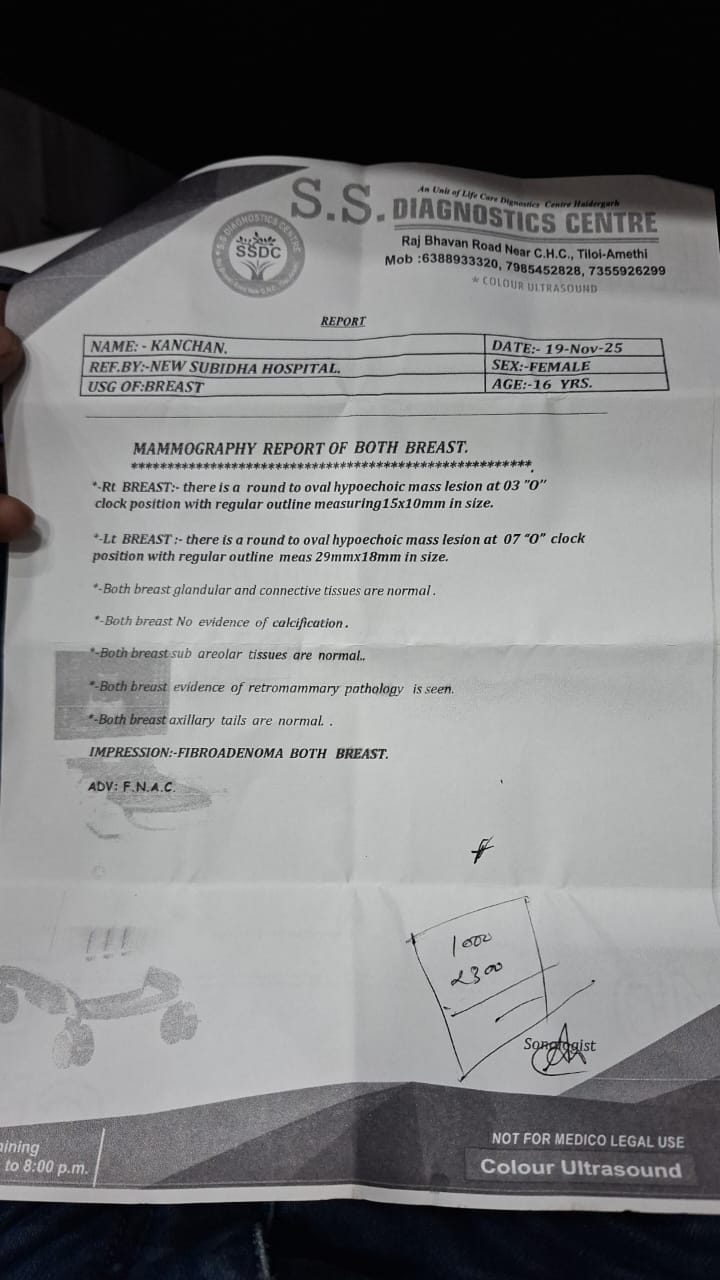 An Unit of Life Care Dignostics Centre Haidergarh
S.S. DIAGNOSTICS CENTRE
SSDC
S.S DIAGNOSTICS CENTRE
Raj Bhavan Road Near C.H.C., Tiloi-Amethi
Mob :6388933320, 7985452828, 7355926299
* COLOUR ULTRASOUND
REPORT
NAME: - KANCHAN. DATE:- 19-Nov-25
REF.BY:-NEW SUBIDHA HOSPITAL. SEX:-FEMALE
USG OF:BREAST AGE:-16 YRS.
MAMMOGRAPHY REPORT OF BOTH BREAST.
*-Rt BREAST:- there is a round to oval hypoechoic mass lesion at 03 "O"
clock position with regular outline measuring15x10mm in size.
*-Lt BREAST :- there is a round to oval hypoechoic mass lesion at 07 "O" clock
position with regular outline meas 29mmx18mm in size.
*-Both breast glandular and connective tissues are normal .
*-Both breast No evidence of calcification .
*-Both breast sub areolar tissues are normal..
*-Both breast evidence of retromammary pathology is seen.
*-Both breast axillary tails are normal. .
IMPRESSION:-FIBROADENOMA BOTH BREAST.
ADV: F.N.A.C.
1000
2300
Sonologist
NOT FOR MEDICO LEGAL USE
Colour Ultrasound
to 8:00 p.m.